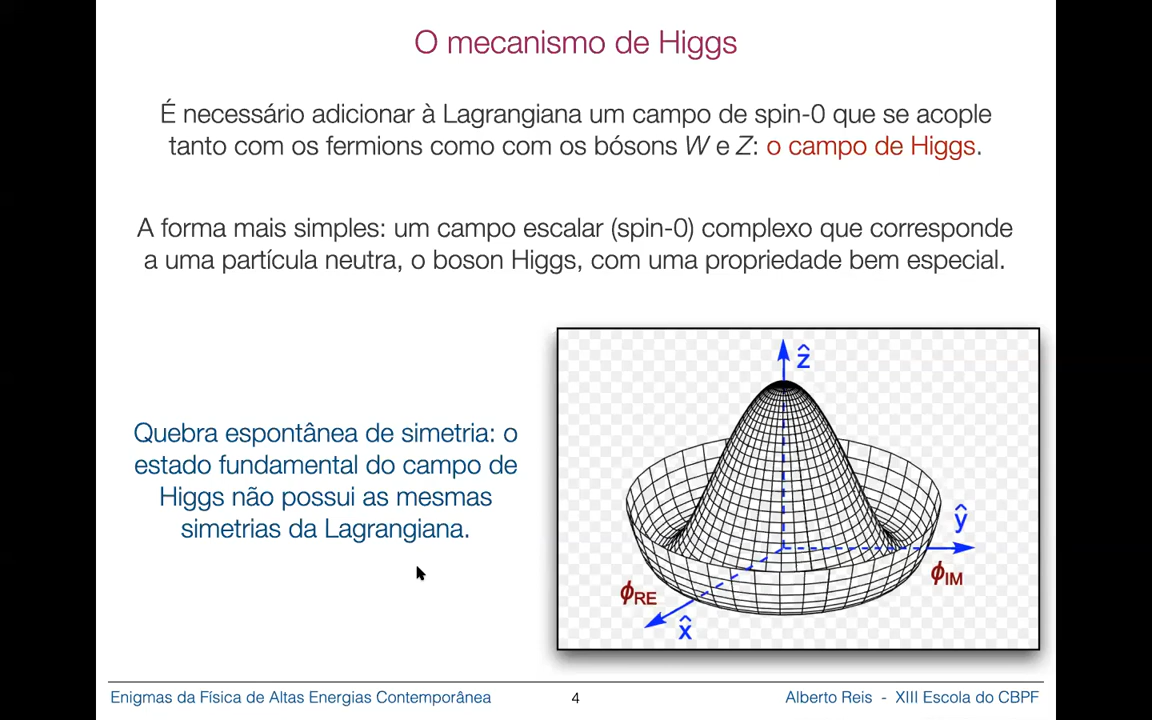 O mecanismo de Higgs
É necessário adicionar à Lagrangiana um campo de spin-0 que se acople
tanto com os fermions como com os bósons W e Z: o campo de Higgs.
A forma mais simples: um campo escalar (spin-0) complexo que corresponde
a uma partícula neutra, o boson Higgs, com uma propriedade bem especial.
Quebra espontânea de simetria: o
estado fundamental do campo de
Higgs não possui as mesmas
simetrias da Lagrangiana.
ẑ
ŷ
ϕIM
ϕRE
x̂
Enigmas da Física de Altas Energias Contemporânea
4
Alberto Reis - XIII Escola do CBPF